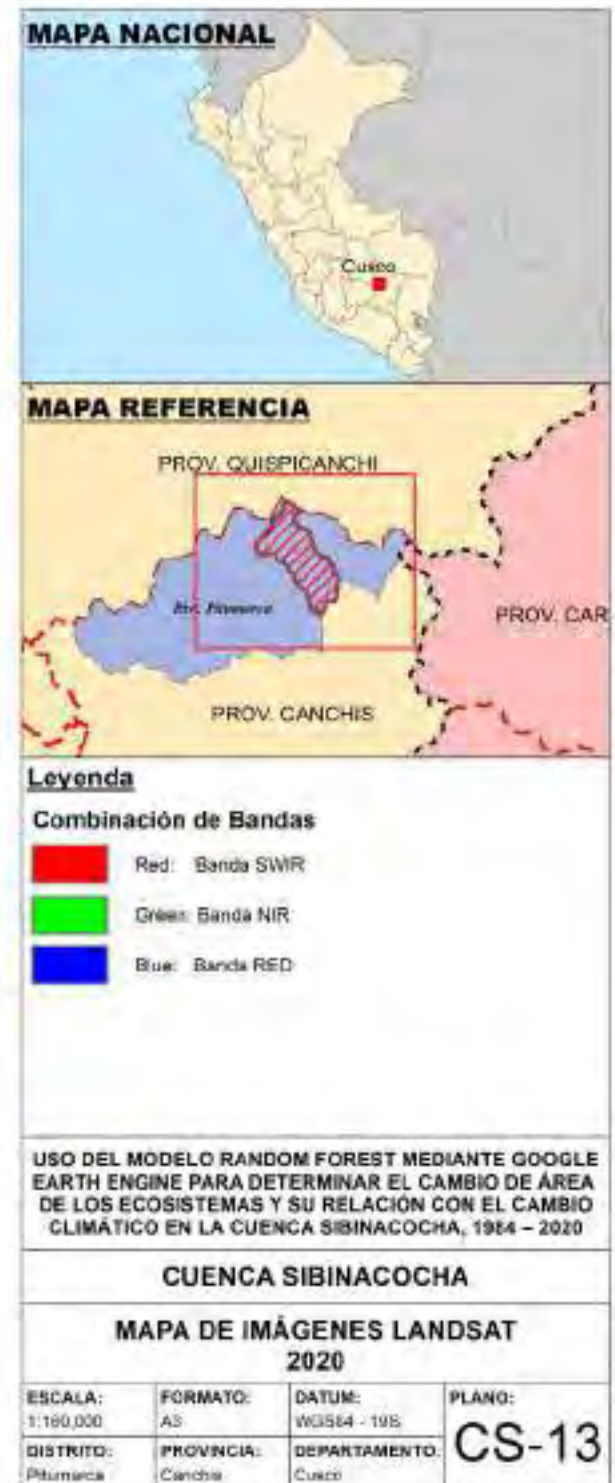 MAPA NACIONAL
Cusco
MAPA REFERENCIA
PROV. QUISPICANCHI
Pitumarca
PROV. CAR
PROV. CANCHIS
Leyenda
Combinación de Bandas
Red: Banda SWIR
Green: Banda NIR
Blue: Banda RED
USO DEL MODELO RANDOM FOREST MEDIANTE GOOGLE
EARTH ENGINE PARA DETERMINAR EL CAMBIO DE ÁREA
DE LOS ECOSISTEMAS Y SU RELACIÓN CON EL CAMBIO
CLIMÁTICO EN LA CUENCA SIBINACOCHA, 1984 – 2020
CUENCA SIBINACOCHA
MAPA DE IMÁGENES LANDSAT
2020
ESCALA: FORMATO: DATUM: PLANO:
1:160,000 A3 WGS84 - 19S
CS-13
DISTRITO: PROVINCIA: DEPARTAMENTO:
Pitumarca Canchis Cusco